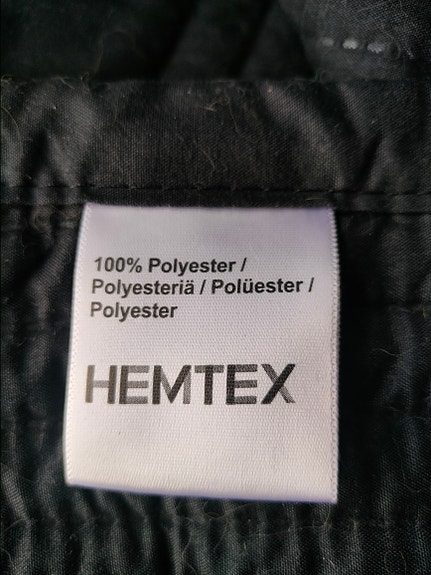 100% Polyester /
Polyesteriä / Polüester /
Polyester
HEMTEX